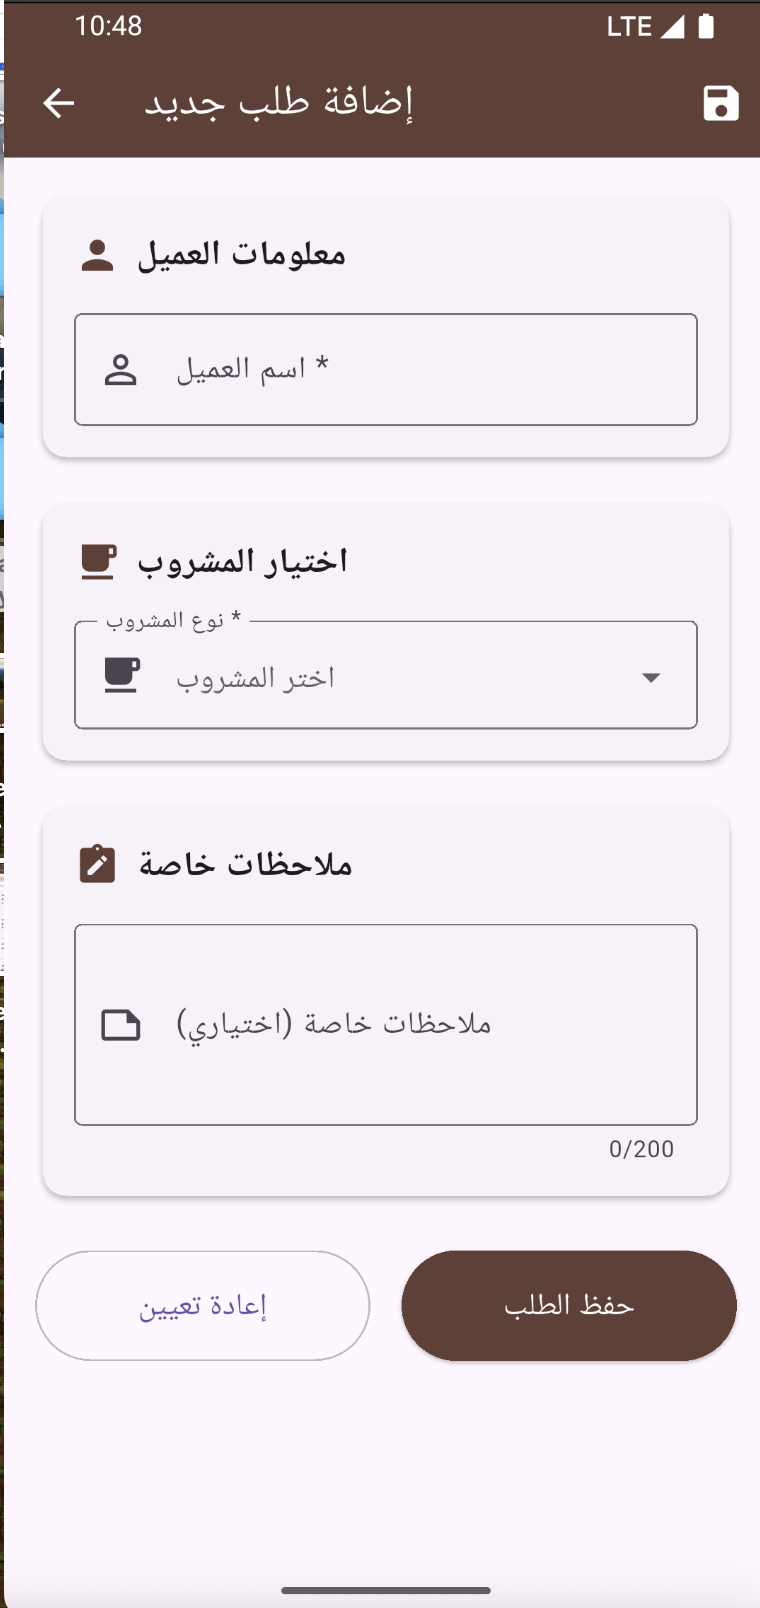 10:48
LTE
إضافة طلب جديد
معلومات العميل
اسم العميل *
اختيار المشروب
نوع المشروب *
اختر المشروب
ملاحظات خاصة
ملاحظات خاصة (اختياري)
0/200
حفظ الطلب
إعادة تعيين